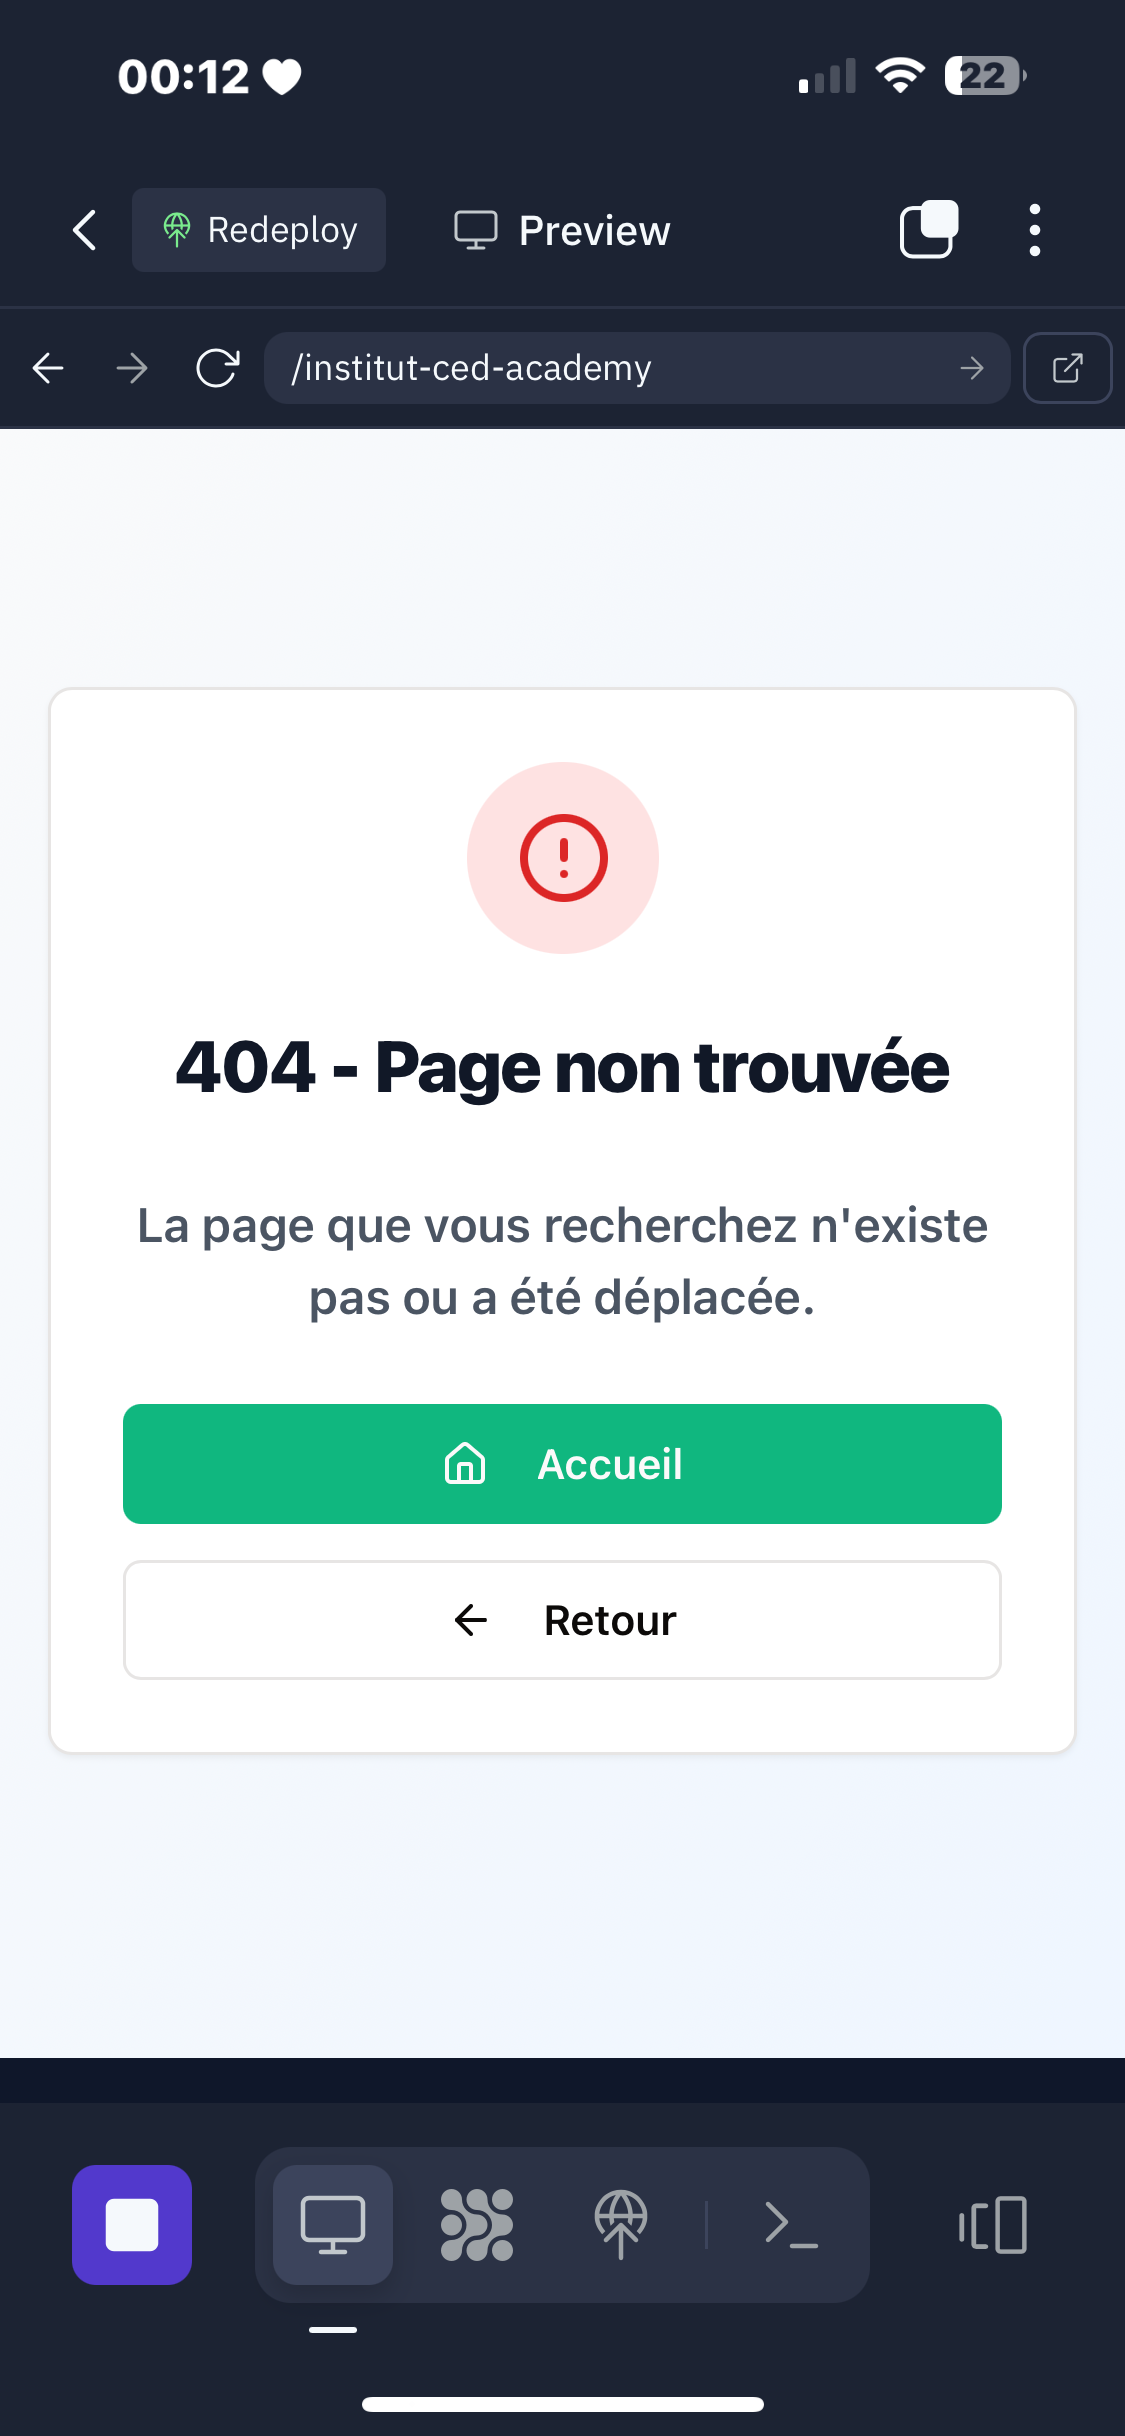 00:12
22
Redeploy
Preview
/institut-ced-academy
404 - Page non trouvée
La page que vous recherchez n'existe
pas ou a été déplacée.
Accueil
Retour